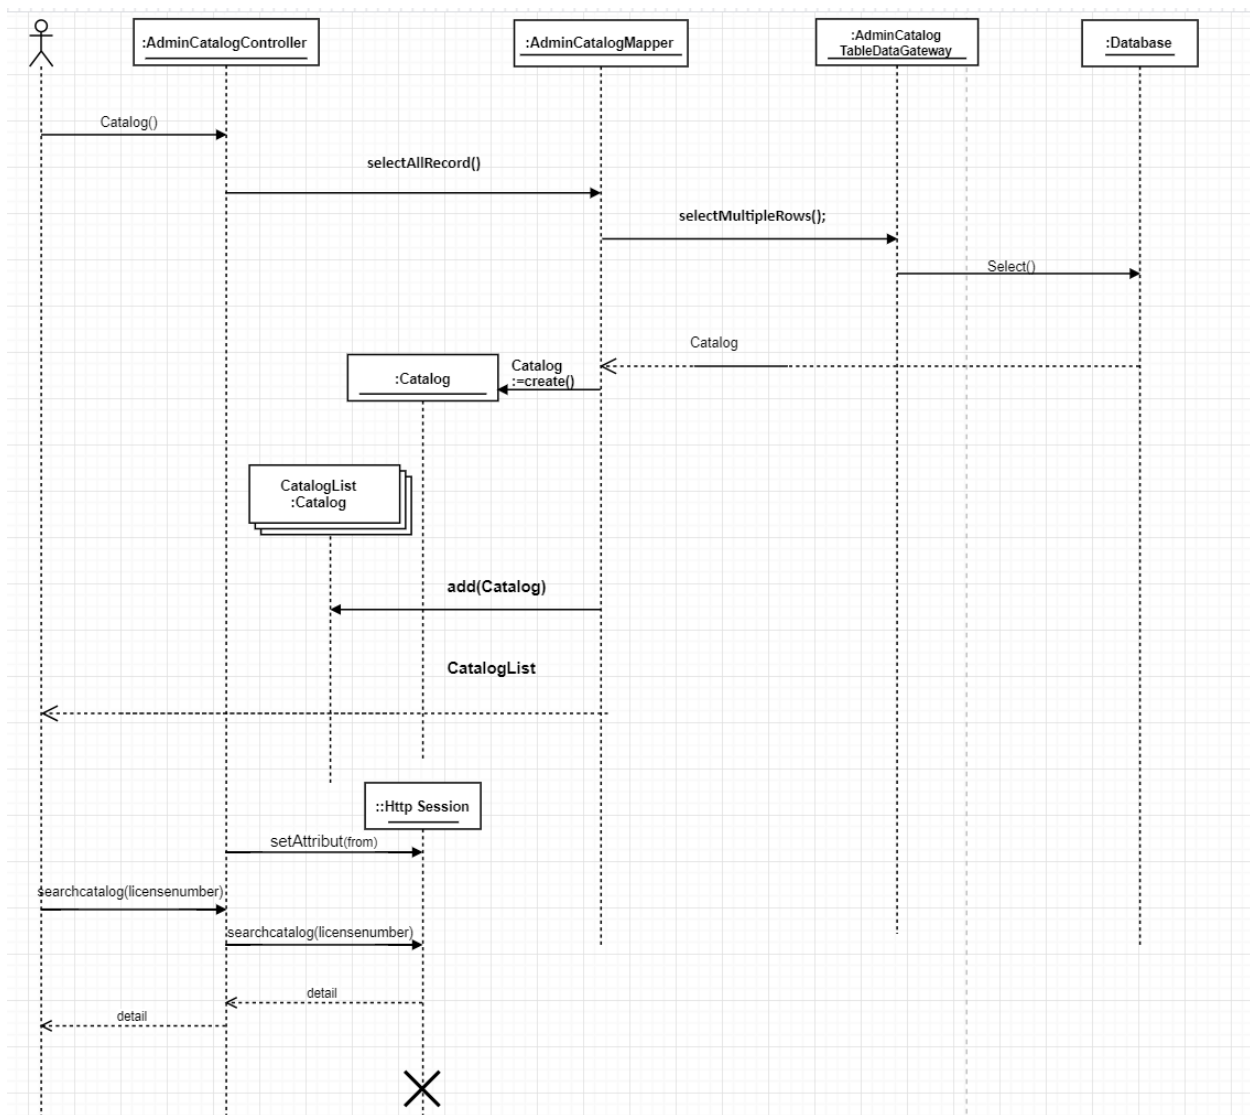 :AdminCatalogController
:AdminCatalogMapper
:AdminCatalog
TableDataGateway
:Database
Catalog()
selectAllRecord()
selectMultipleRows();
Select()
Catalog
Catalog
:=create()
:Catalog
CatalogList
:Catalog
add(Catalog)
CatalogList
::Http Session
setAttribut(from)
searchcatalog(licensenumber)
searchcatalog(licensenumber)
detail
detail